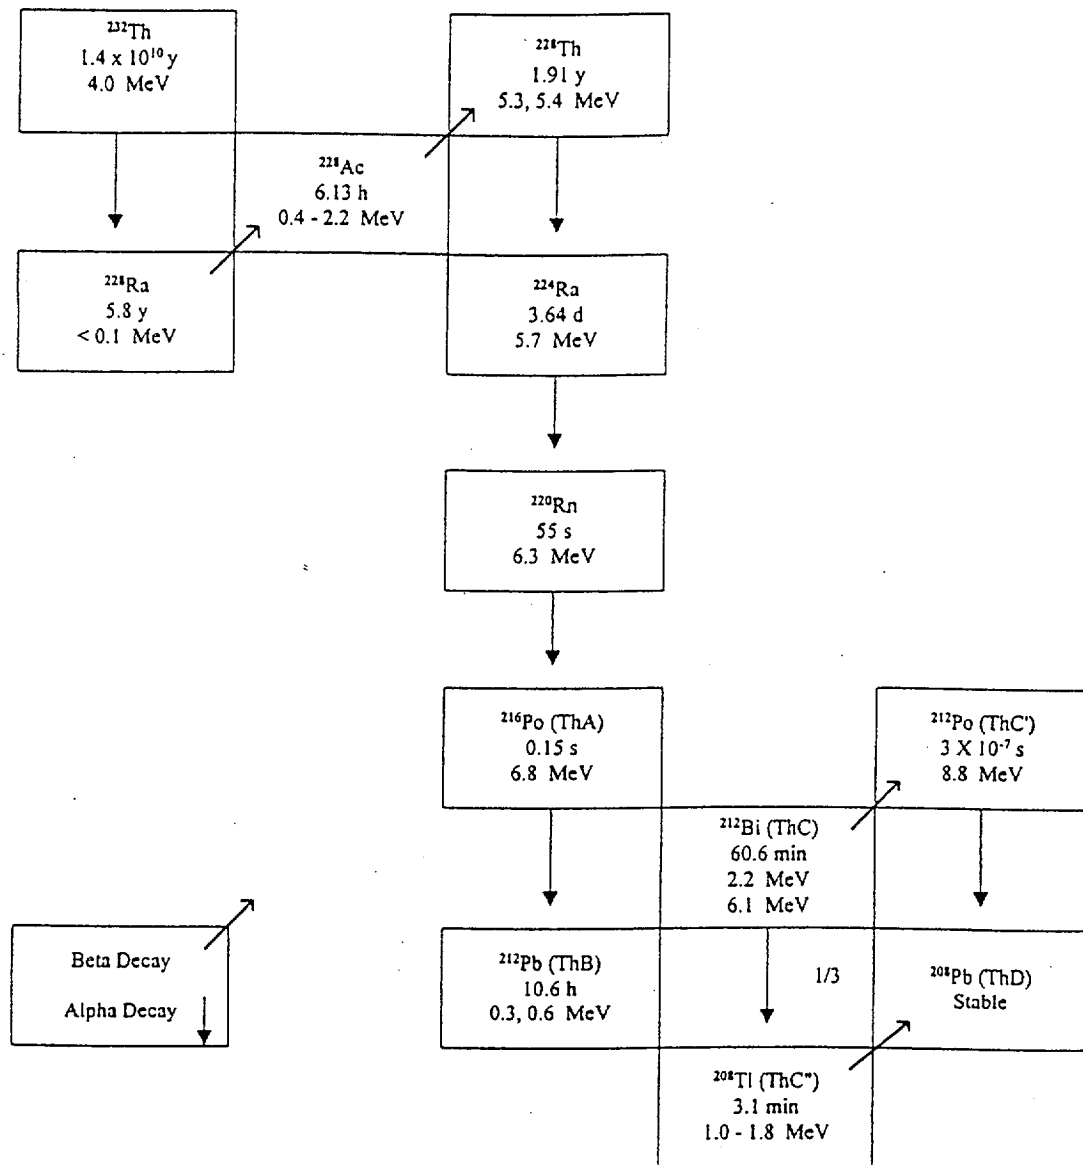 ²³²Th
1.4 x 10¹⁰ y
4.0 MeV
²²⁸Th
1.91 y
5.3, 5.4 MeV
²²⁸Ac
6.13 h
0.4 - 2.2 MeV
²²⁸Ra
5.8 y
< 0.1 MeV
²²⁴Ra
3.64 d
5.7 MeV
²²⁰Rn
55 s
6.3 MeV
²¹⁶Po (ThA)
0.15 s
6.8 MeV
²¹²Po (ThC')
3 X 10⁻⁷ s
8.8 MeV
²¹²Bi (ThC)
60.6 min
2.2 MeV
6.1 MeV
Beta Decay
Alpha Decay
²¹²Pb (ThB)
10.6 h
0.3, 0.6 MeV
1/3
²⁰⁸Pb (ThD)
Stable
²⁰⁸Tl (ThC")
3.1 min
1.0 - 1.8 MeV